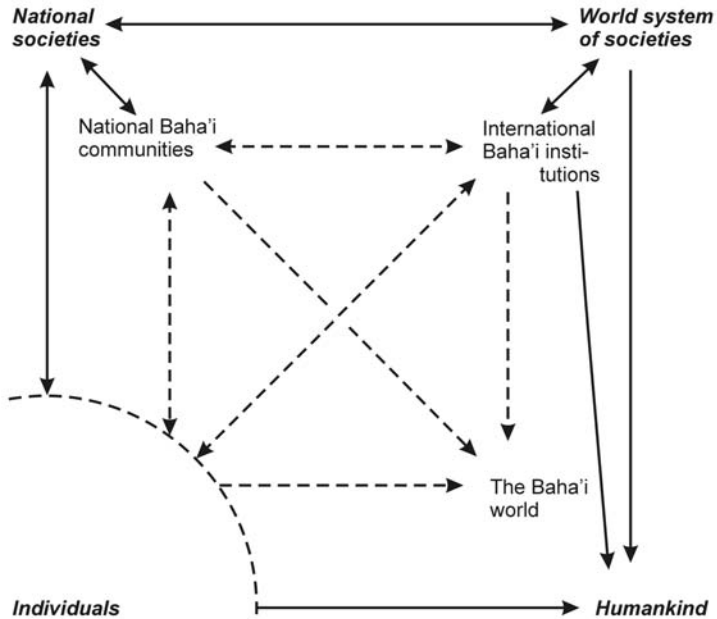 National
societies
World system
of societies
National Baha'i
communities
International
Baha'i insti-
tutions
The Baha'i
world
Individuals
Humankind